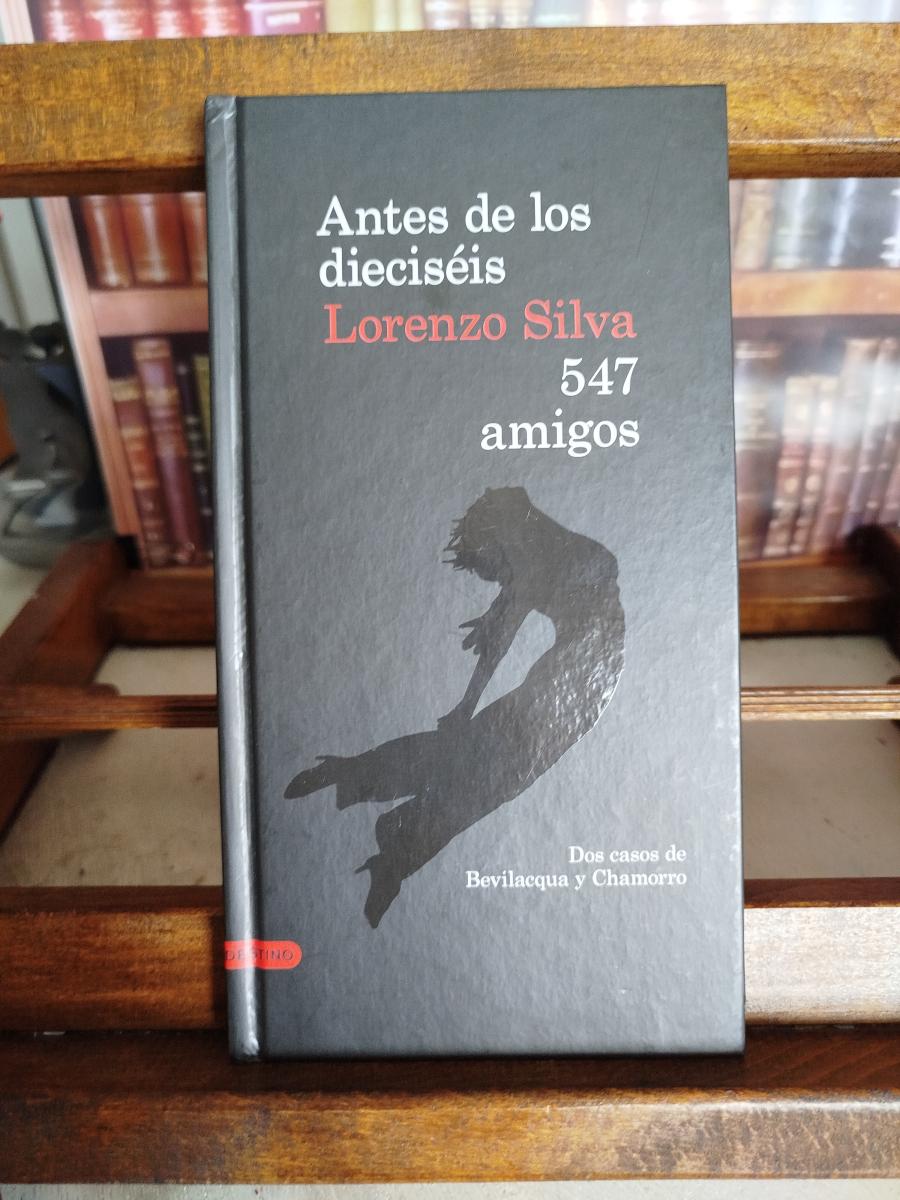 Antes de los
dieciséis
Lorenzo Silva
547
amigos
Dos casos de
Bevilacqua y Chamorro
DESTINO